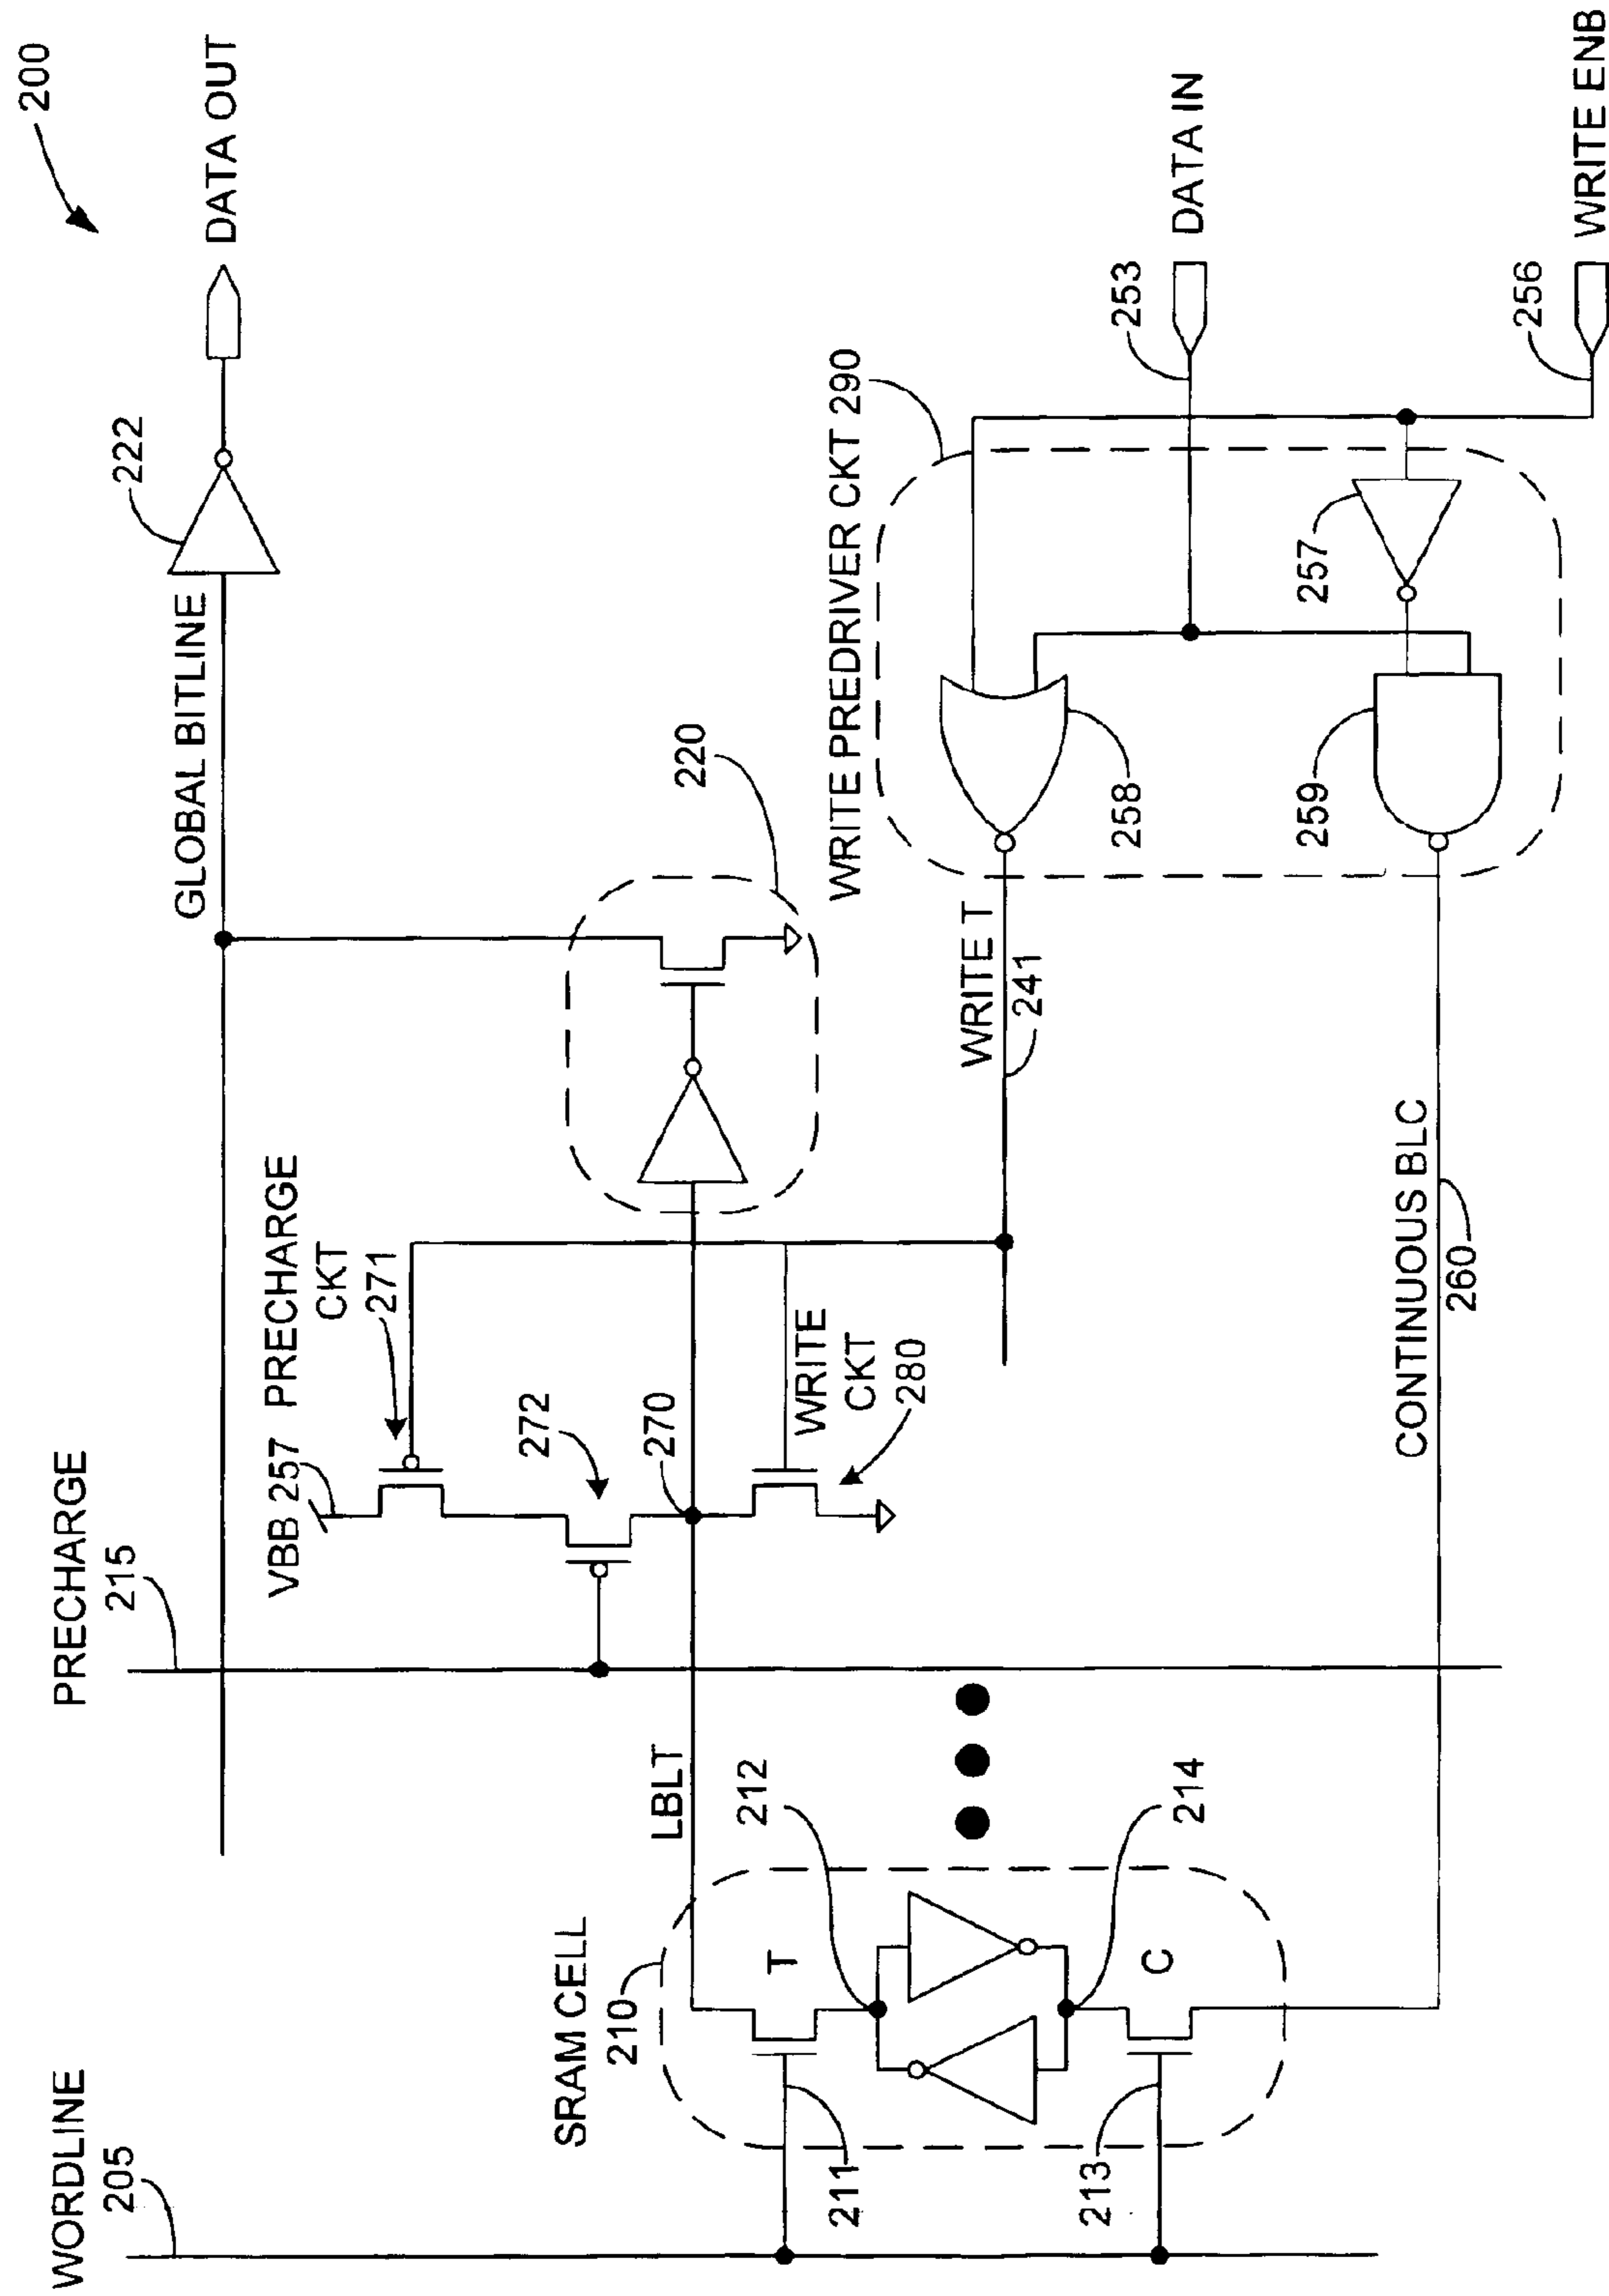 200
DATA OUT
222
GLOBAL BITLINE
PRECHARGE
215
WORDLINE
205
VBB 257
PRECHARGE
CKT
271
272
270
WRITE
CKT
280
220
LBLT
SRAM CELL
210
T
212
214
C
211
213
WRITE PREDRIVER CKT 290
253
DATA IN
256
WRITE ENB
257
258
259
WRITE T
241
CONTINUOUS BLC
260